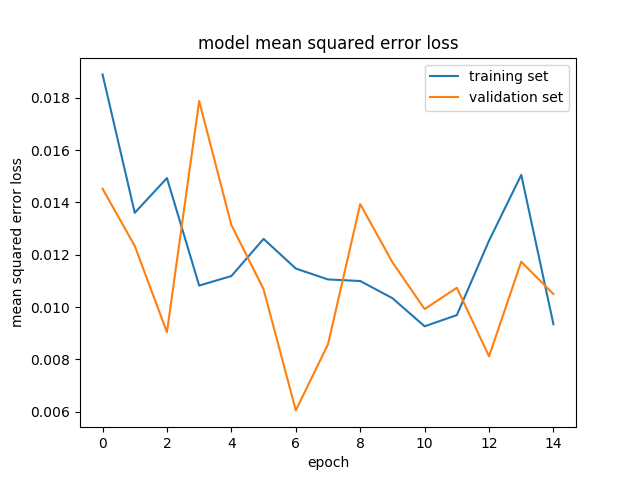 model mean squared error loss
training set
validation set
0.018
0.016
0.014
0.012
0.010
0.008
0.006
mean squared error loss
0 2 4 6 8 10 12 14
epoch